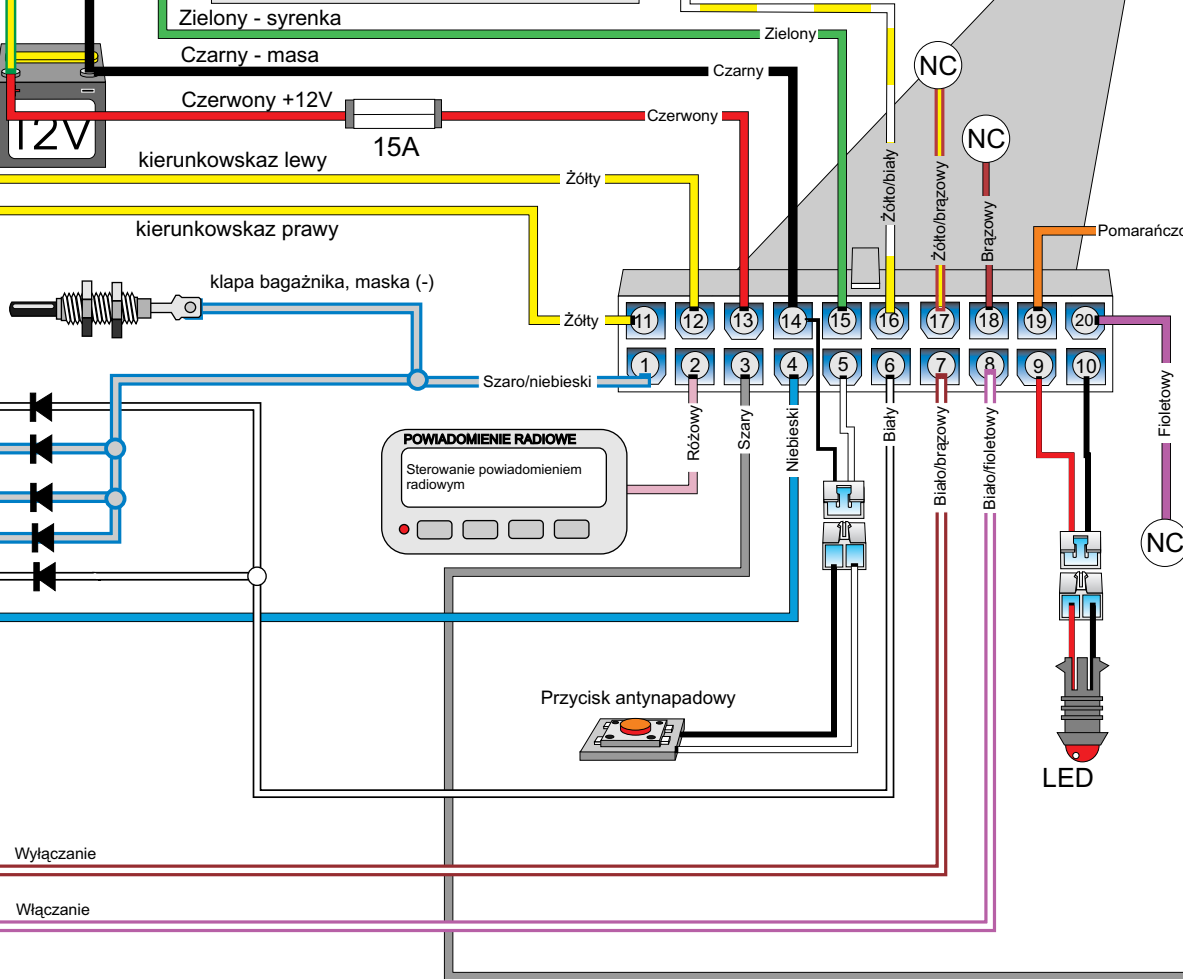 Zielony - syrenka
Zielony
Czarny - masa
Czarny
Czerwony +12V
Czerwony
12V
15A
NC
NC
kierunkowskaz lewy
Żółty
kierunkowskaz prawy
Żółto/biały
Żółto/brązowy
Brązowy
Pomarańczo
klapa bagażnika, maska (-)
Żółty
11 12 13 14 15 16 17 18 19 20
1 2 3 4 5 6 7 8 9 10
Szaro/niebieski
Różowy
Szary
Niebieski
Biały
Biało/brązowy
Biało/fioletowy
Fioletowy
POWIADOMIENIE RADIOWE
Sterowanie powiadomieniem
radiowym
NC
Przycisk antynapadowy
LED
Wyłączanie
Włączanie